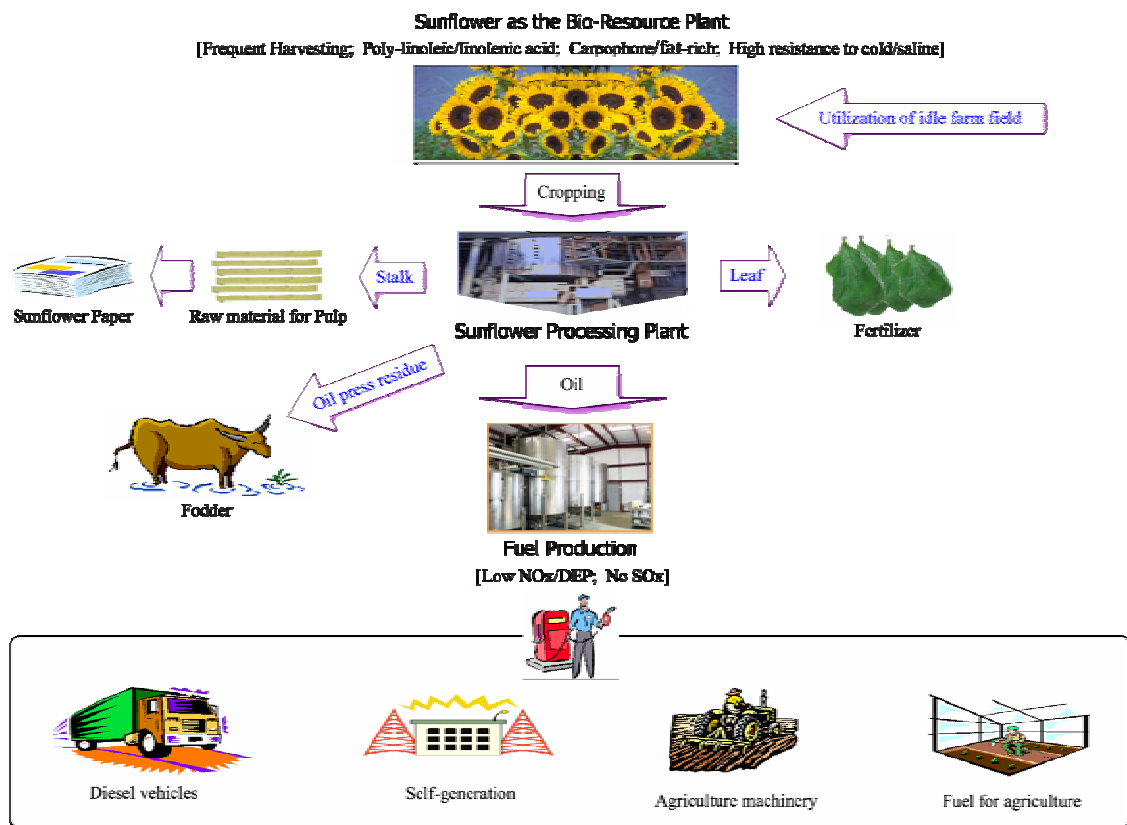 Sunflower as the Bio-Resource Plant
[Frequent Harvesting; Poly-linoleic/linolenic acid; Carpophore/fat-rich; High resistance to cold/saline]
Utilization of idle farm field
Cropping
Stalk
Leaf
Sunflower Paper
Raw material for Pulp
Sunflower Processing Plant
Fertilizer
Oil press residue
Oil
Fodder
Fuel Production
[Low NOx/DEP; No SOx]
Diesel vehicles
Self-generation
Agriculture machinery
Fuel for agriculture